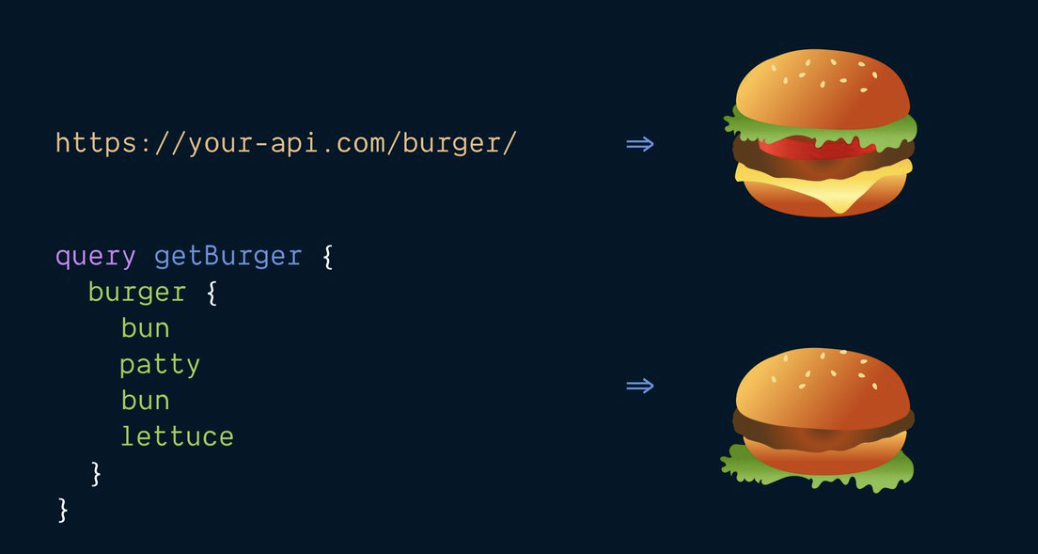 https://your-api.com/burger/ ⇒
query getBurger {
burger {
bun
patty
bun
lettuce
}
}
⇒